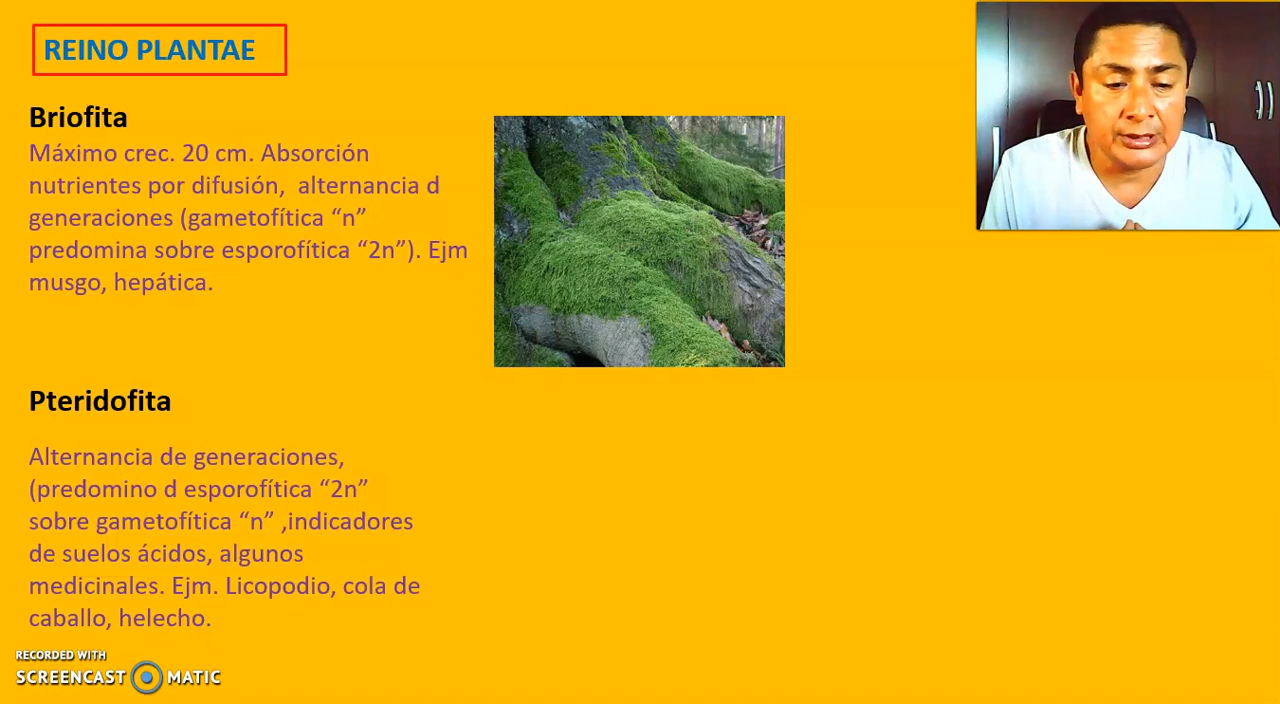 REINO PLANTAE
Briofita
Máximo crec. 20 cm. Absorción
nutrientes por difusión, alternancia d
generaciones (gametofítica “n”
predomina sobre esporofítica “2n”). Ejm
musgo, hepática.
Pteridofita
Alternancia de generaciones,
(predomino d esporofítica “2n”
sobre gametofítica “n” ,indicadores
de suelos ácidos, algunos
medicinales. Ejm. Licopodio, cola de
caballo, helecho.
RECORDED WITH
SCREENCAST MATIC